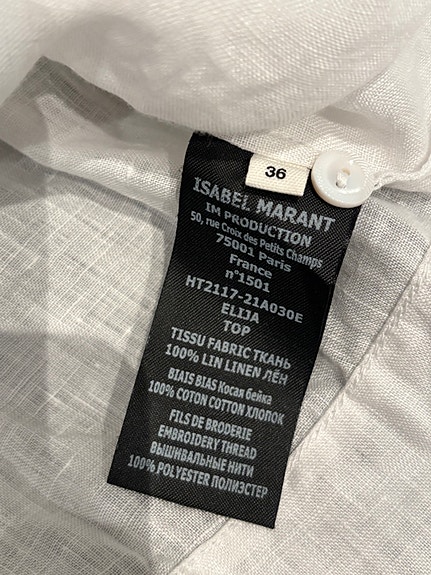 36
ISABEL MARANT
IM PRODUCTION
50, rue Croix des Petits Champs
75001 Paris
France
n°1501
HT2117-21A030E
ELIJA
TOP
TISSU FABRIC ТКАНЬ
100% LIN LINEN ЛЁН
BIAIS BIAS Косая бейка
100% COTON COTTON ХЛОПОК
FILS DE BRODERIE
EMBROIDERY THREAD
ВЫШИВАЛЬНЫЕ НИТИ
100% POLYESTER ПОЛИЭСТЕР